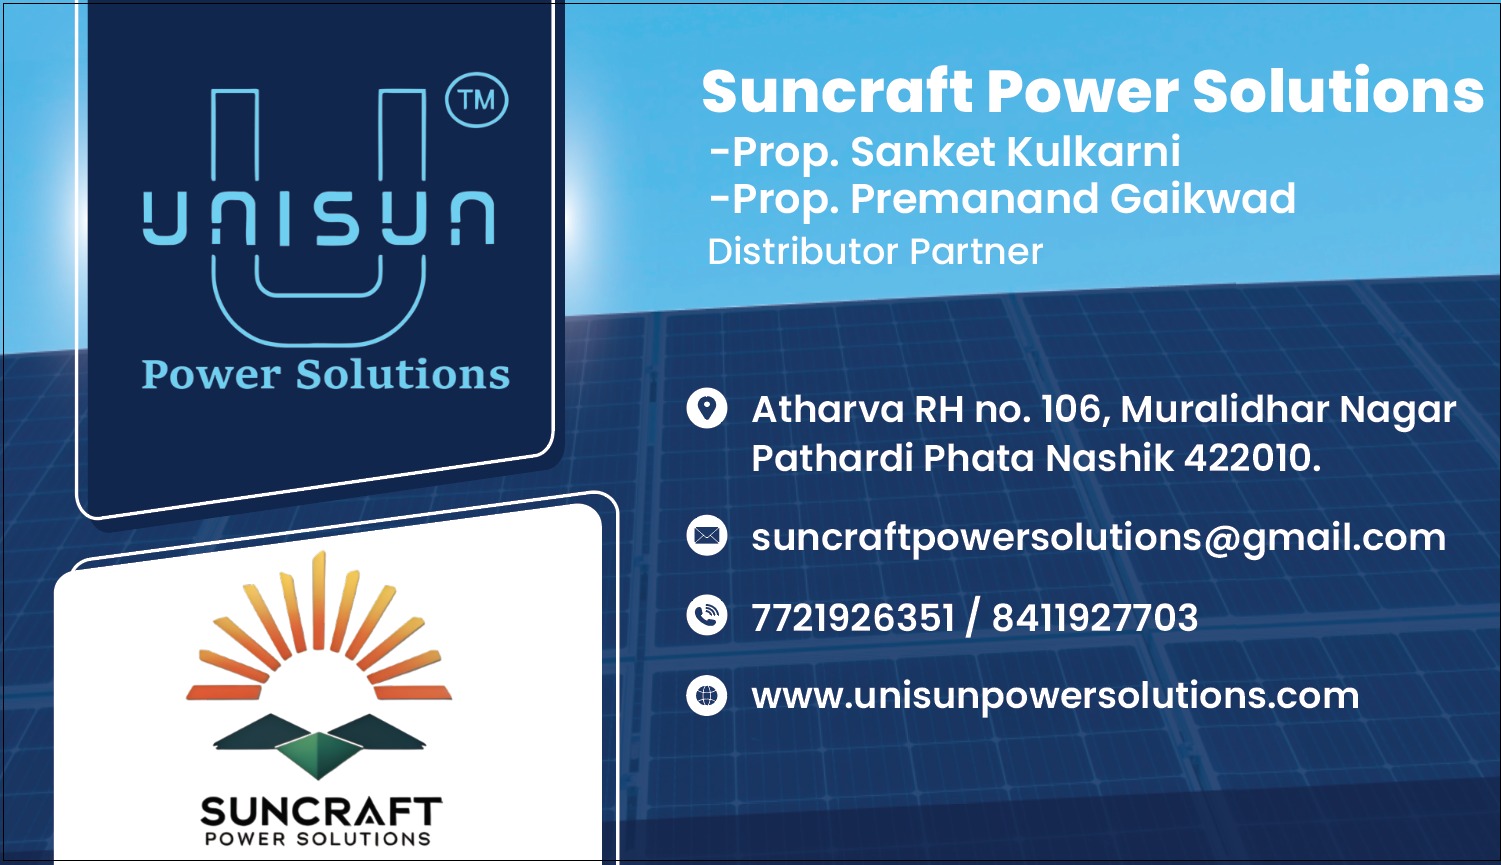 TM
UNISUN
Power Solutions
Suncraft Power Solutions
-Prop. Sanket Kulkarni
-Prop. Premanand Gaikwad
Distributor Partner
Atharva RH no. 106, Muralidhar Nagar
Pathardi Phata Nashik 422010.
suncraftpowersolutions@gmail.com
7721926351 / 8411927703
www.unisunpowersolutions.com
SUNCRAFT
POWER SOLUTIONS